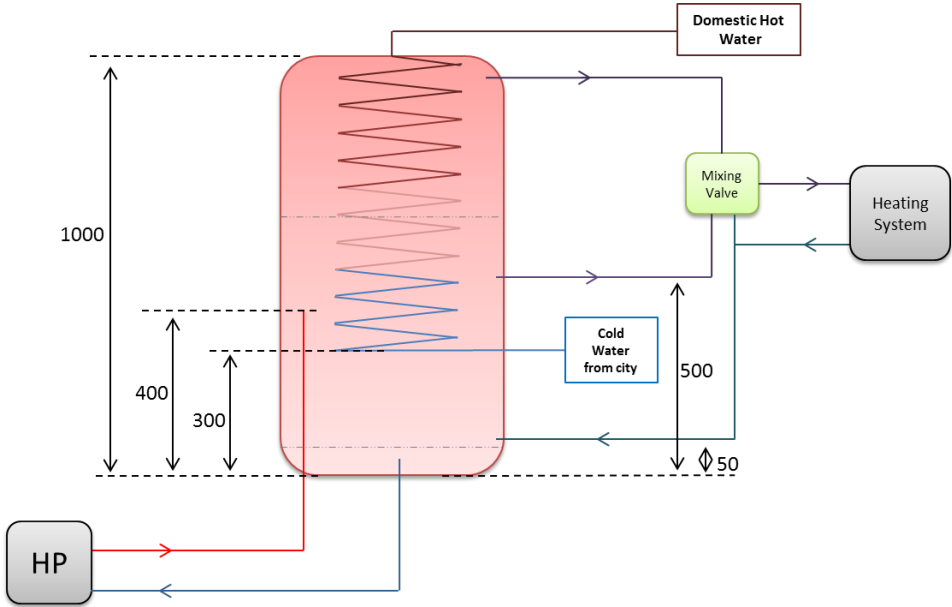 Domestic Hot
Water
1000
Mixing
Valve
Heating
System
400
300
Cold
Water
from city
500
50
HP